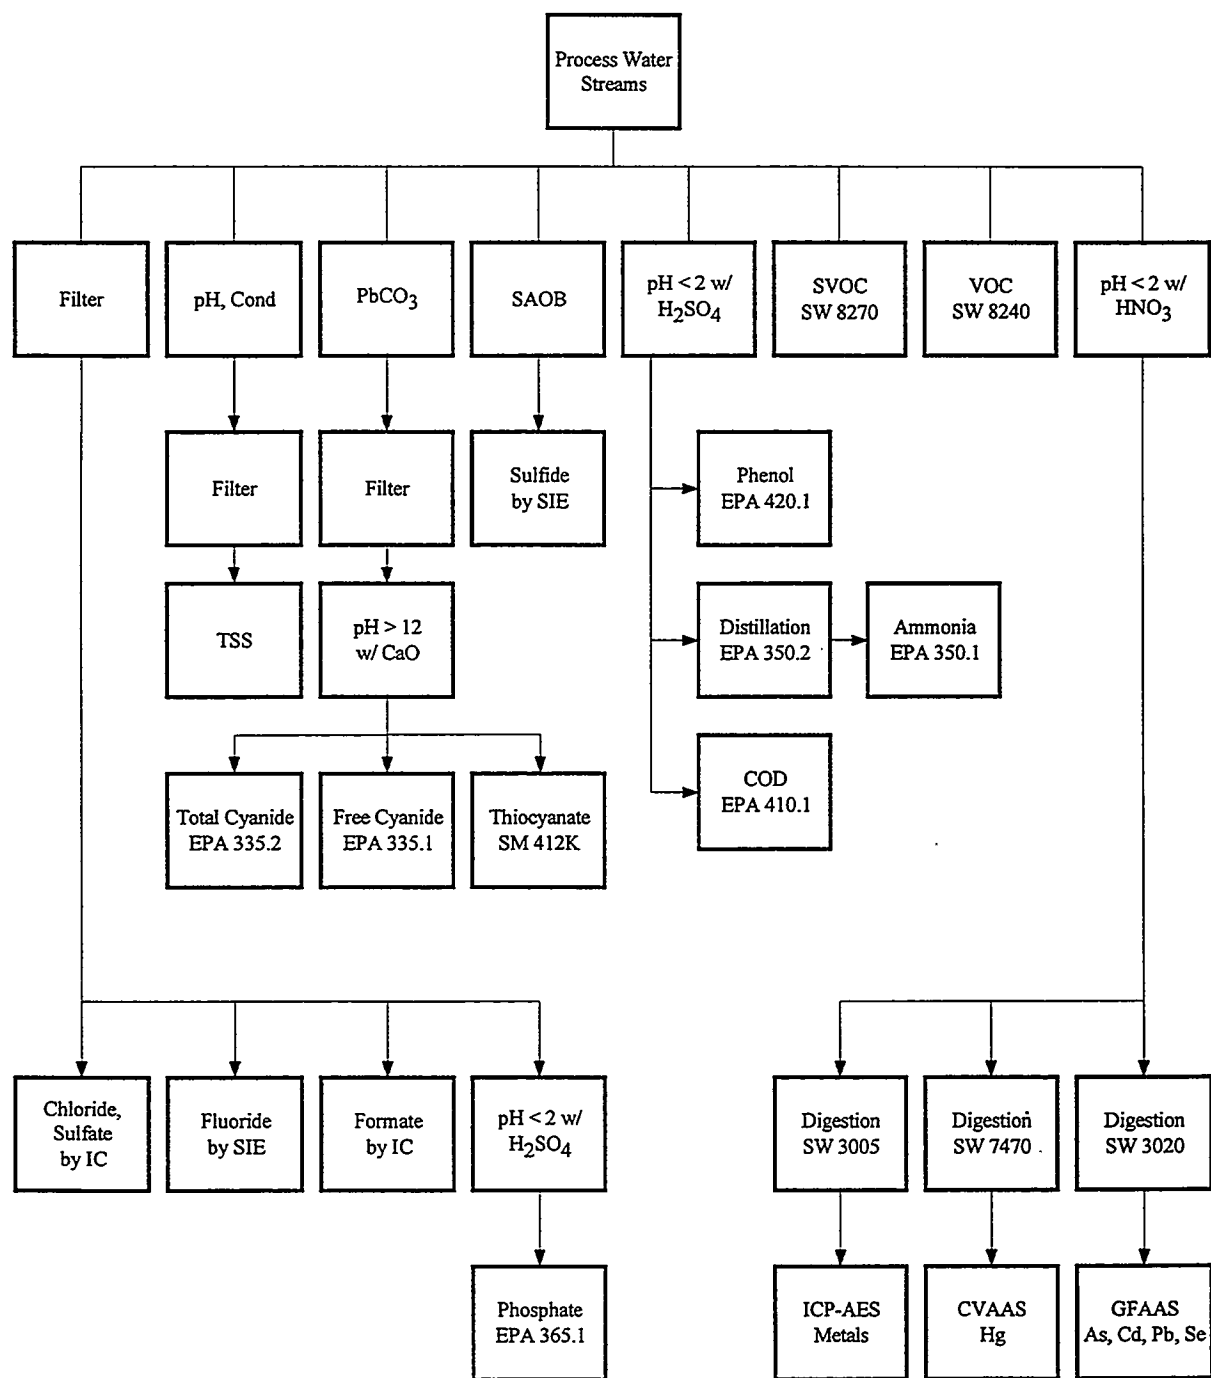 Process Water
Streams
Filter
pH, Cond
PbCO3
SAOB
pH < 2 w/
H2SO4
SVOC
SW 8270
VOC
SW 8240
pH < 2 w/
HNO3
Filter
Filter
Sulfide
by SIE
Phenol
EPA 420.1
TSS
pH > 12
w/ CaO
Distillation
EPA 350.2
Ammonia
EPA 350.1
Total Cyanide
EPA 335.2
Free Cyanide
EPA 335.1
Thiocyanate
SM 412K
COD
EPA 410.1
Chloride,
Sulfate
by IC
Fluoride
by SIE
Formate
by IC
pH < 2 w/
H2SO4
Digestion
SW 3005
Digestion
SW 7470
Digestion
SW 3020
Phosphate
EPA 365.1
ICP-AES
Metals
CVAAS
Hg
GFAAS
As, Cd, Pb, Se